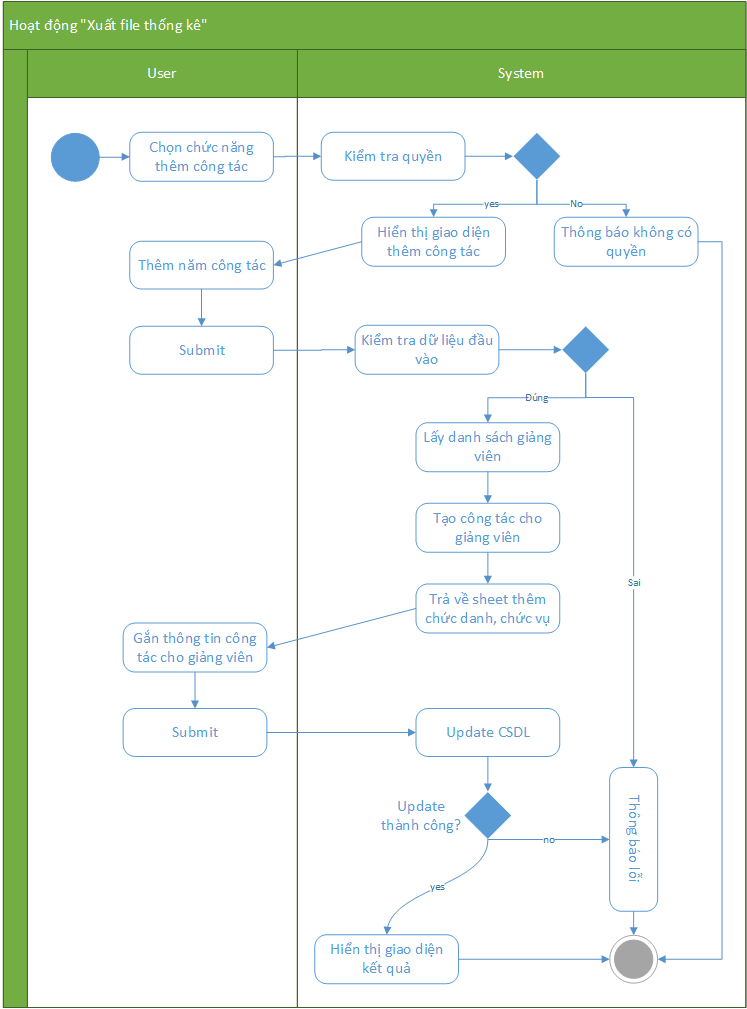 Hoạt động "Xuất file thống kê"
User
System
Chọn chức năng
thêm công tác
Kiểm tra quyền
yes
No
Hiển thị giao diện
thêm công tác
Thông báo không có
quyền
Thêm năm công tác
Submit
Kiểm tra dữ liệu đầu
vào
Đúng
Lấy danh sách giảng
viên
Tạo công tác cho
giảng viên
Sai
Trả về sheet thêm
chức danh, chức vụ
Gắn thông tin công
tác cho giảng viên
Submit
Update CSDL
Update
thành công?
no
Thông báo lỗi
yes
Hiển thị giao diện
kết quả